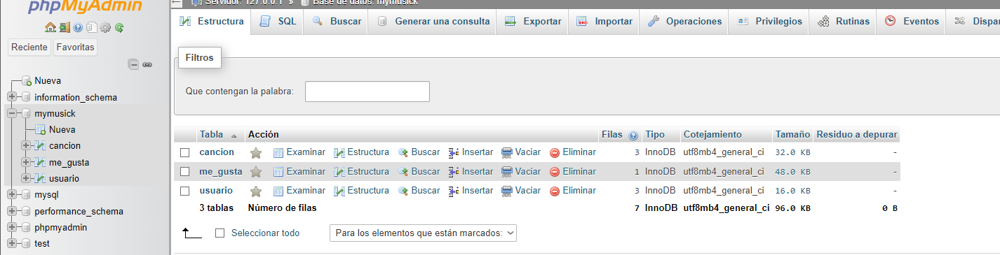 phpMyAdmin
Reciente Favoritas
Nueva
information_schema
mymusick
Nueva
cancion
me_gusta
usuario
mysql
performance_schema
phpmyadmin
test
Servidor: 127.0.0.1 » Base de datos: mymusick
Estructura SQL Buscar Generar una consulta Exportar Importar Operaciones Privilegios Rutinas Eventos Dispar
Filtros
Que contengan la palabra:
Tabla Acción Filas Tipo Cotejamiento Tamaño Residuo a depurar
cancion Examinar Estructura Buscar Insertar Vaciar Eliminar 3 InnoDB utf8mb4_general_ci 32.0 KB -
me_gusta Examinar Estructura Buscar Insertar Vaciar Eliminar 1 InnoDB utf8mb4_general_ci 48.0 KB -
usuario Examinar Estructura Buscar Insertar Vaciar Eliminar 3 InnoDB utf8mb4_general_ci 16.0 KB -
3 tablas Número de filas 7 InnoDB utf8mb4_general_ci 96.0 KB 0 B
Seleccionar todo Para los elementos que están marcados: